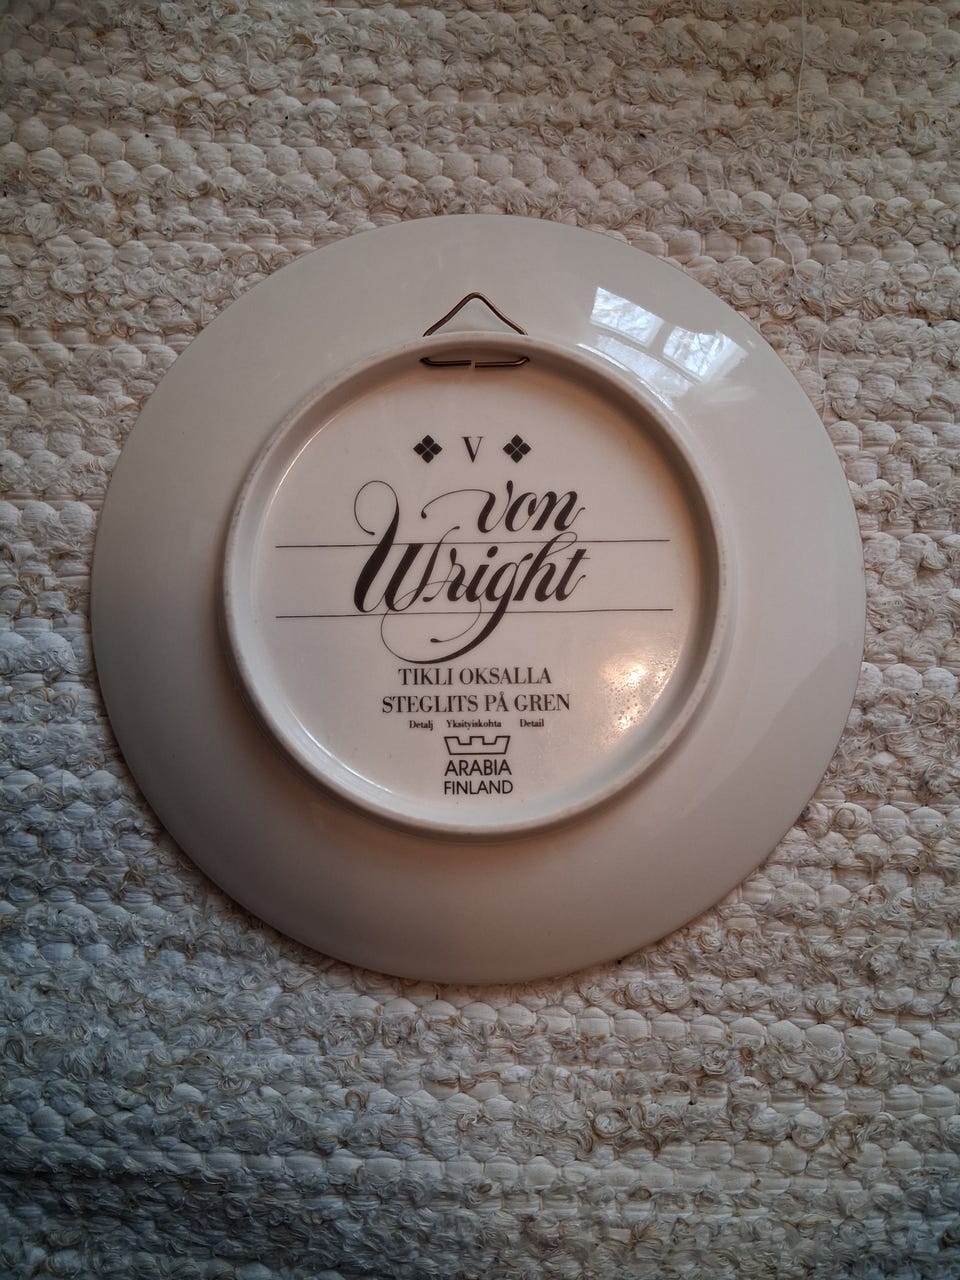 V
von
Wright
TIKLI OKSALLA
STEGLITS PÅ GREN
Detalj Yksityiskohta Detail
ARABIA
FINLAND